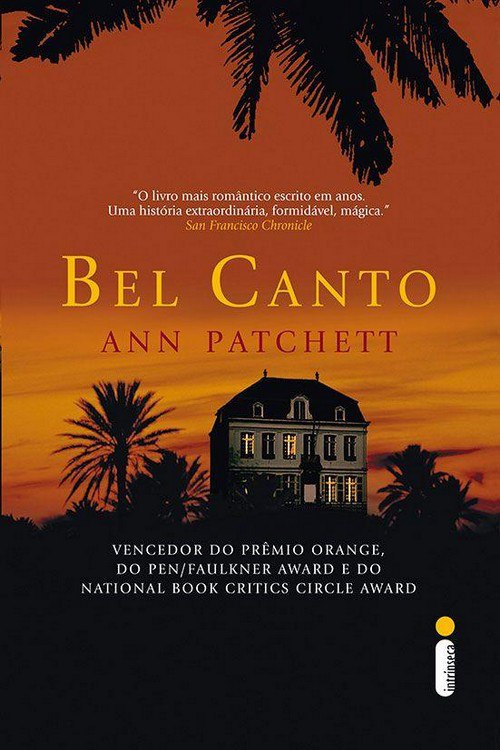 “O livro mais romântico escrito em anos.
Uma história extraordinária, formidável, mágica.”
San Francisco Chronicle
BEL CANTO
ANN PATCHETT
VENCEDOR DO PRÊMIO ORANGE,
DO PEN/FAULKNER AWARD E DO
NATIONAL BOOK CRITICS CIRCLE AWARD
intrínseca